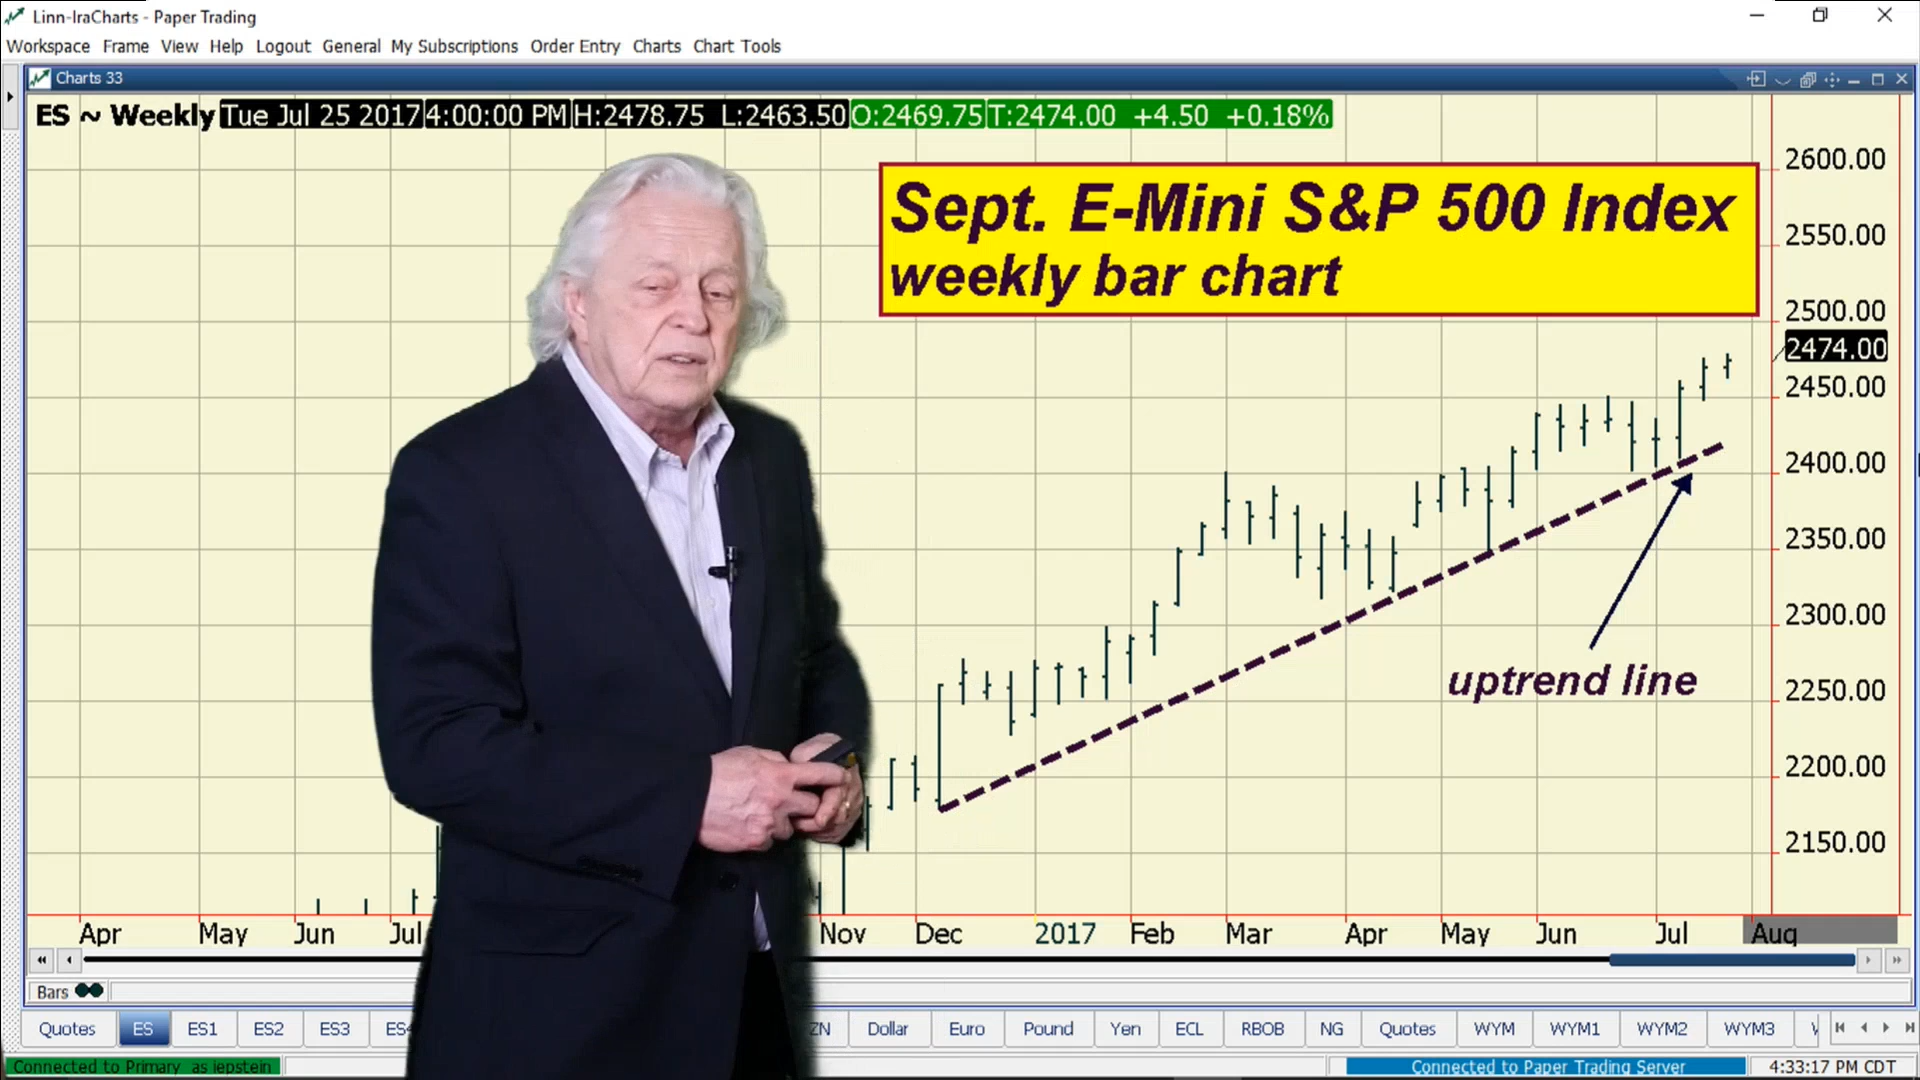 Linn-IraCharts - Paper Trading
Workspace Frame View Help Logout General My Subscriptions Order Entry Charts Chart Tools
Charts 33
ES ~ Weekly Tue Jul 25 2017 4:00:00 PM H:2478.75 L:2463.50 O:2469.75 T:2474.00 +4.50 +0.18%
Sept. E-Mini S&P 500 Index
weekly bar chart
2600.00
2550.00
2500.00
2474.00
2450.00
2400.00
2350.00
2300.00
uptrend line
2250.00
2200.00
2150.00
Apr May Jun Jul Nov Dec 2017 Feb Mar Apr May Jun Jul Aug
Bars
Quotes ES ES1 ES2 ES3 ES4 ZN Dollar Euro Pound Yen ECL RBOB NG Quotes WYM WYM1 WYM2 WYM3
Connected to Primary as iepstein Connected to Paper Trading Server 4:33:17 PM CDT